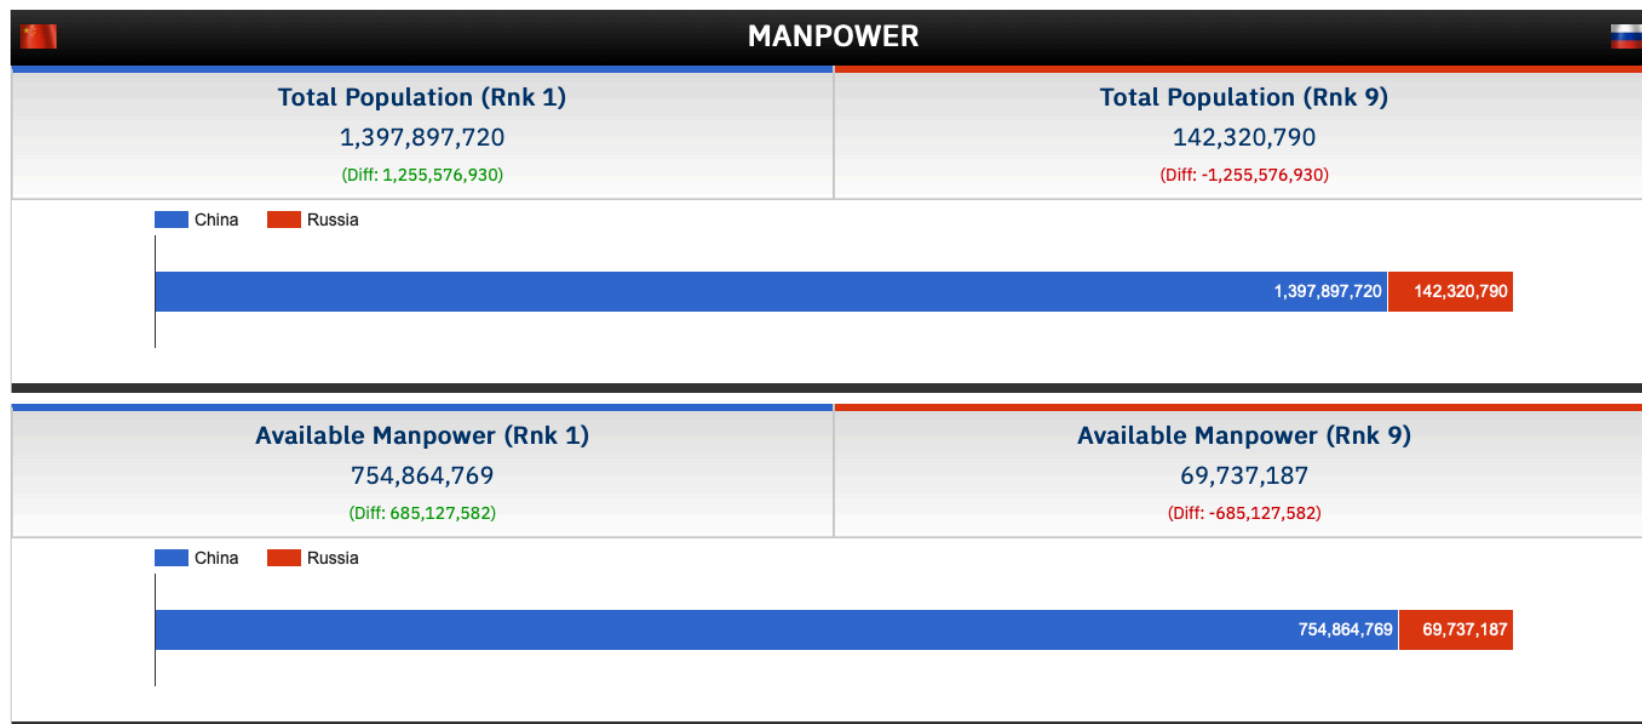 MANPOWER
Total Population (Rnk 1)
1,397,897,720
(Diff: 1,255,576,930)
Total Population (Rnk 9)
142,320,790
(Diff: -1,255,576,930)
China Russia
1,397,897,720 142,320,790
Available Manpower (Rnk 1)
754,864,769
(Diff: 685,127,582)
Available Manpower (Rnk 9)
69,737,187
(Diff: -685,127,582)
China Russia
754,864,769 69,737,187